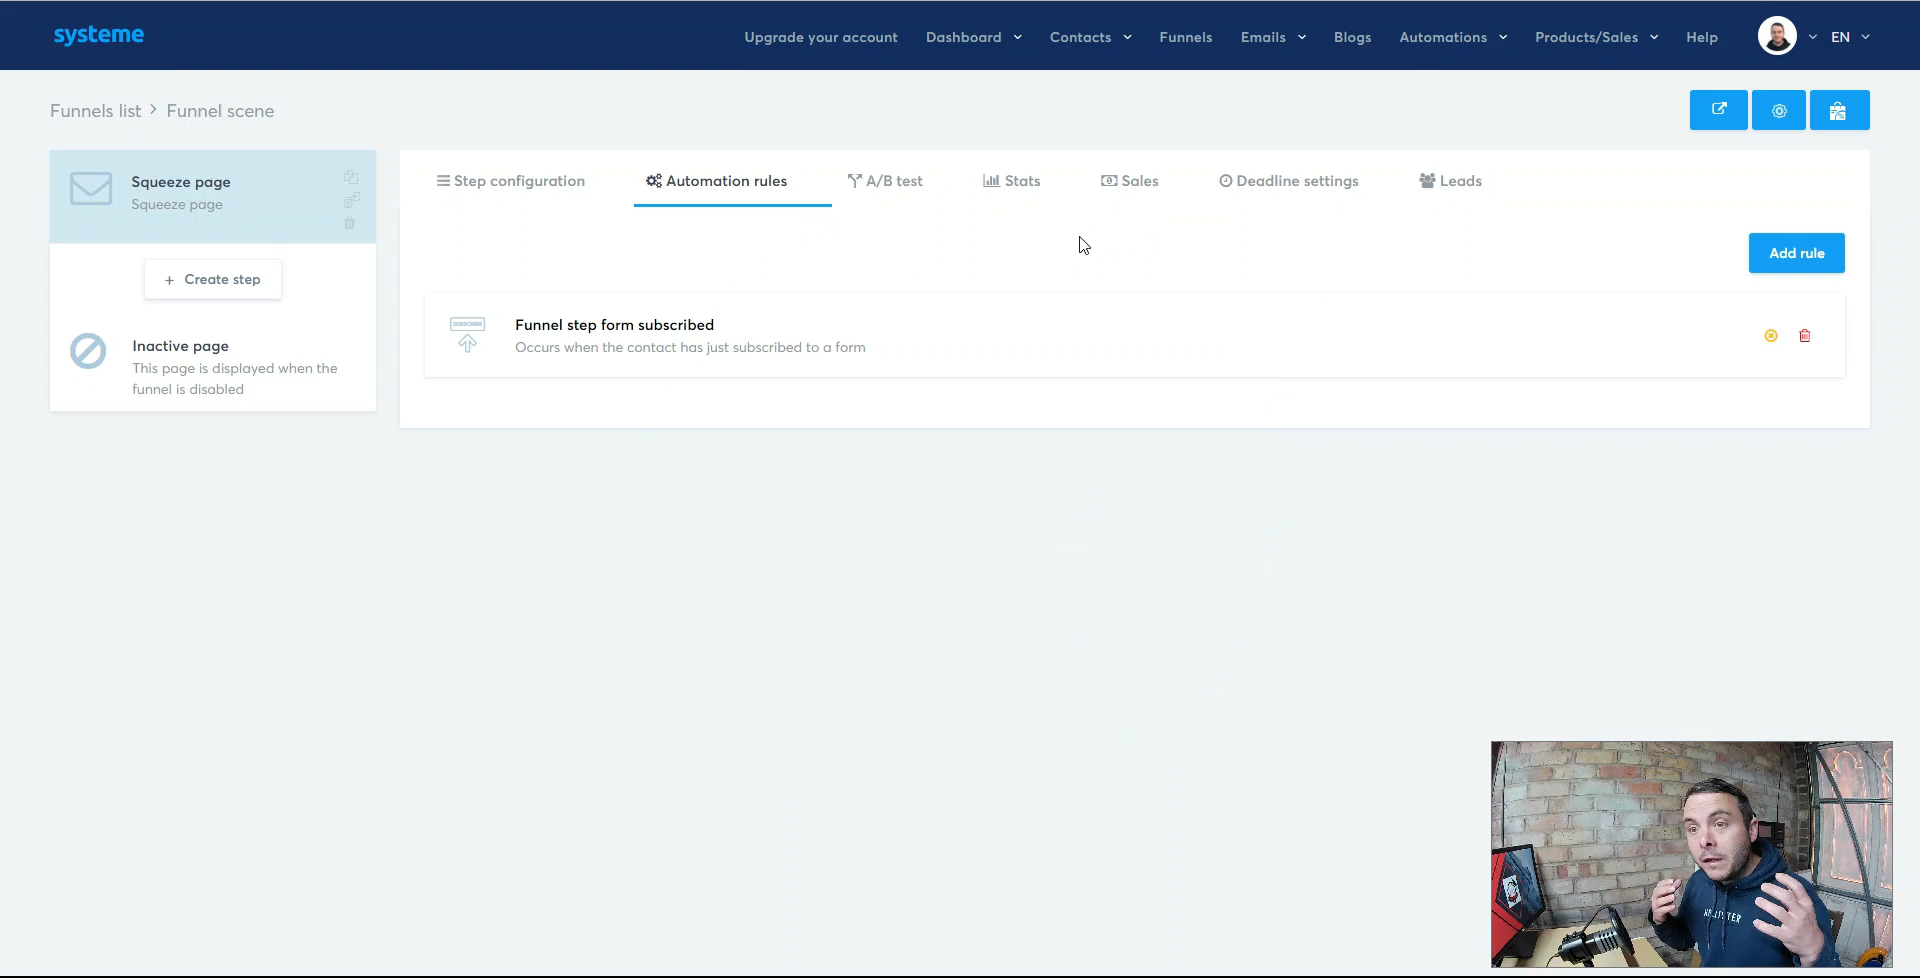 systeme
Upgrade your account Dashboard Contacts Funnels Emails Blogs Automations Products/Sales Help EN
Funnels list > Funnel scene
Squeeze page
Squeeze page
+ Create step
Inactive page
This page is displayed when the
funnel is disabled
Step configuration Automation rules A/B test Stats Sales Deadline settings Leads
Add rule
SUBSCRIBE
Funnel step form subscribed
Occurs when the contact has just subscribed to a form